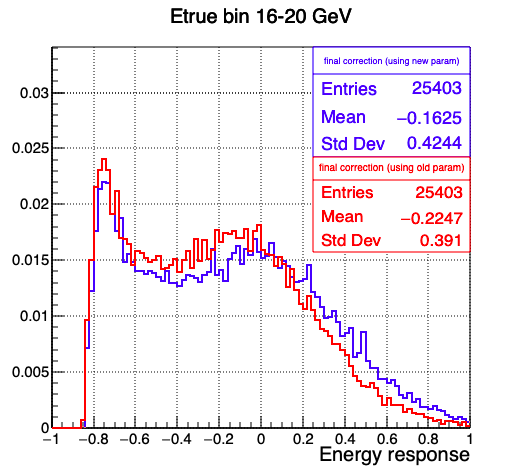 Etrue bin 16-20 GeV
final correction (using new param)
Entries 25403
Mean −0.1625
Std Dev 0.4244
final correction (using old param)
Entries 25403
Mean −0.2247
Std Dev 0.391
0.03
0.025
0.02
0.015
0.01
0.005
0
−1 −0.8 −0.6 −0.4 −0.2 0 0.2 0.4 0.6 0.8 1
Energy response